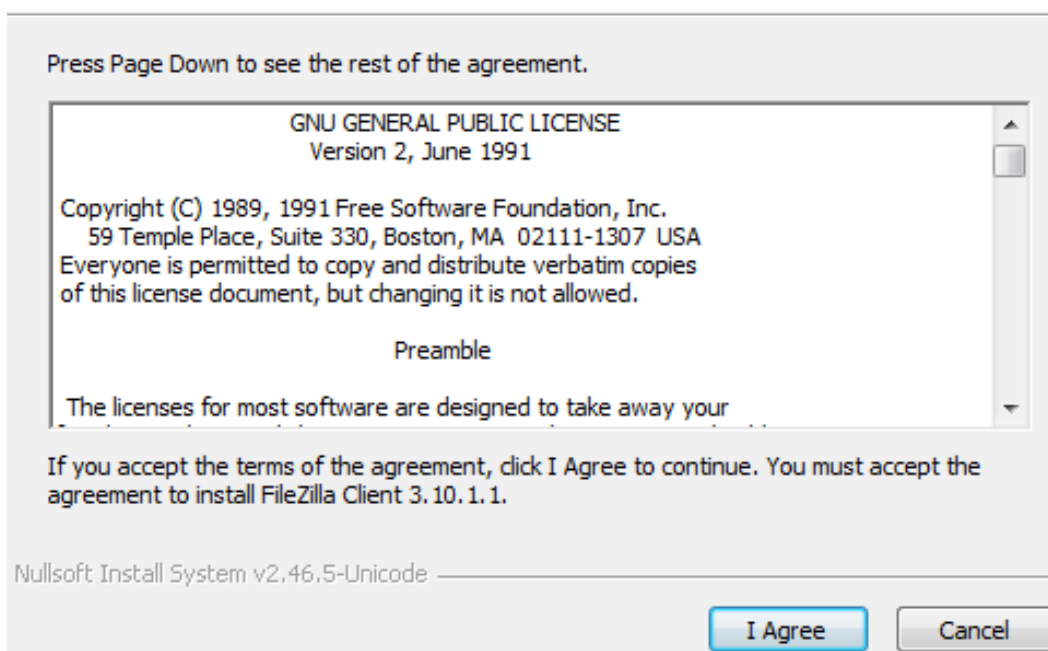 Press Page Down to see the rest of the agreement.
GNU GENERAL PUBLIC LICENSE
Version 2, June 1991
Copyright (C) 1989, 1991 Free Software Foundation, Inc.
59 Temple Place, Suite 330, Boston, MA 02111-1307 USA
Everyone is permitted to copy and distribute verbatim copies
of this license document, but changing it is not allowed.
Preamble
The licenses for most software are designed to take away your
If you accept the terms of the agreement, click I Agree to continue. You must accept the
agreement to install FileZilla Client 3.10.1.1.
Nullsoft Install System v2.46.5-Unicode
I Agree
Cancel